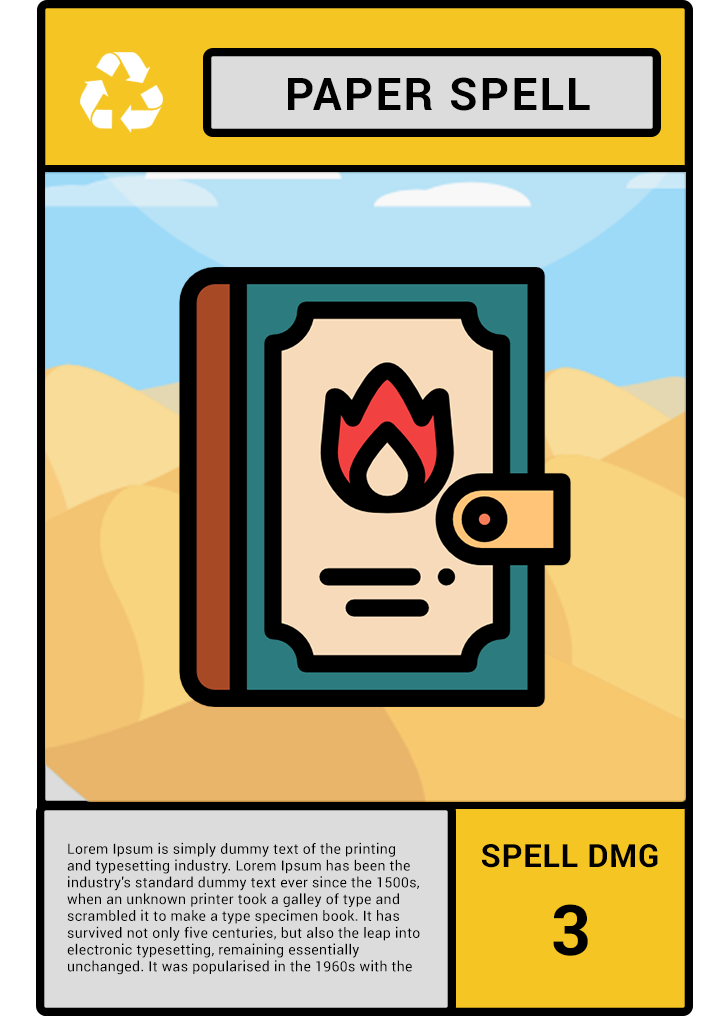 PAPER SPELL
Lorem Ipsum is simply dummy text of the printing
and typesetting industry. Lorem Ipsum has been the
industry's standard dummy text ever since the 1500s,
when an unknown printer took a galley of type and
scrambled it to make a type specimen book. It has
survived not only five centuries, but also the leap into
electronic typesetting, remaining essentially
unchanged. It was popularised in the 1960s with the
SPELL DMG
3